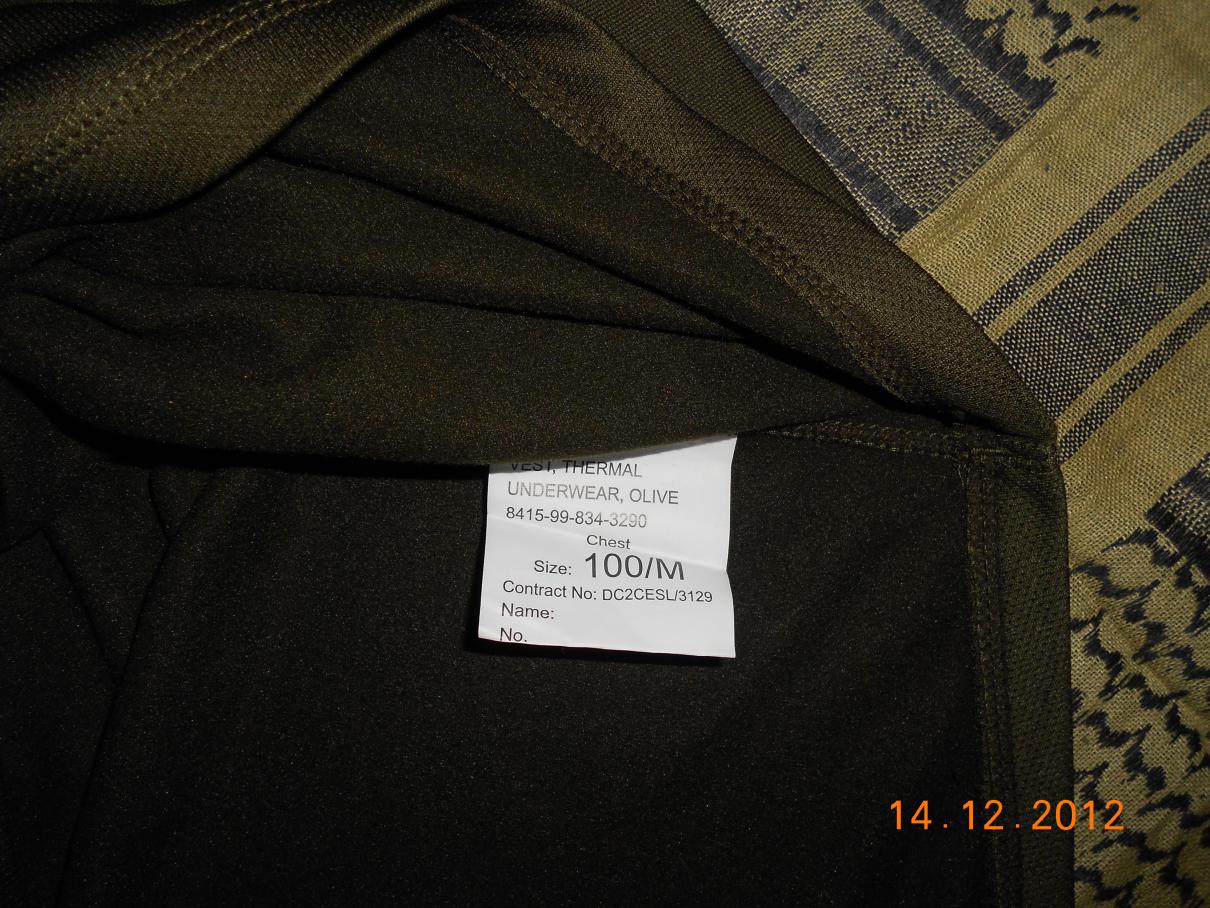 VEST, THERMAL
UNDERWEAR, OLIVE
8415-99-834-3290
Chest
Size: 100/M
Contract No: DC2CESL/3129
Name:
No.
14.12.2012